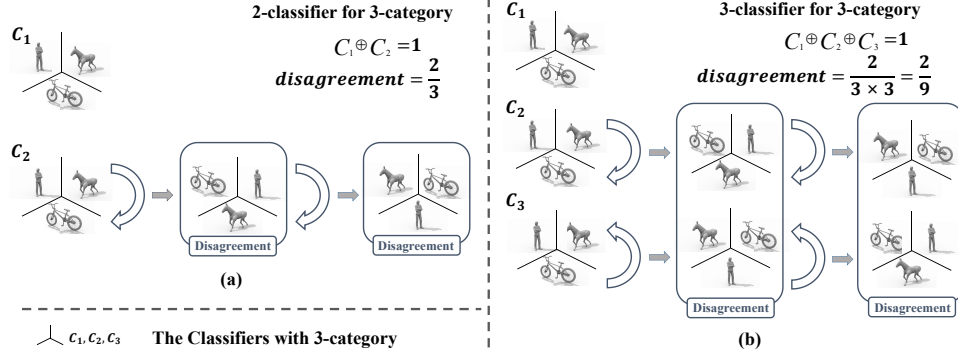 2-classifier for 3-category
C₁
C₁⊕C₂=1
disagreement = 2/3
C₂
Disagreement
Disagreement
(a)
C₁, C₂, C₃ The Classifiers with 3-category
3-classifier for 3-category
C₁
C₁⊕C₂⊕C₃=1
disagreement = 2/(3 × 3) = 2/9
C₂
C₃
Disagreement
Disagreement
(b)